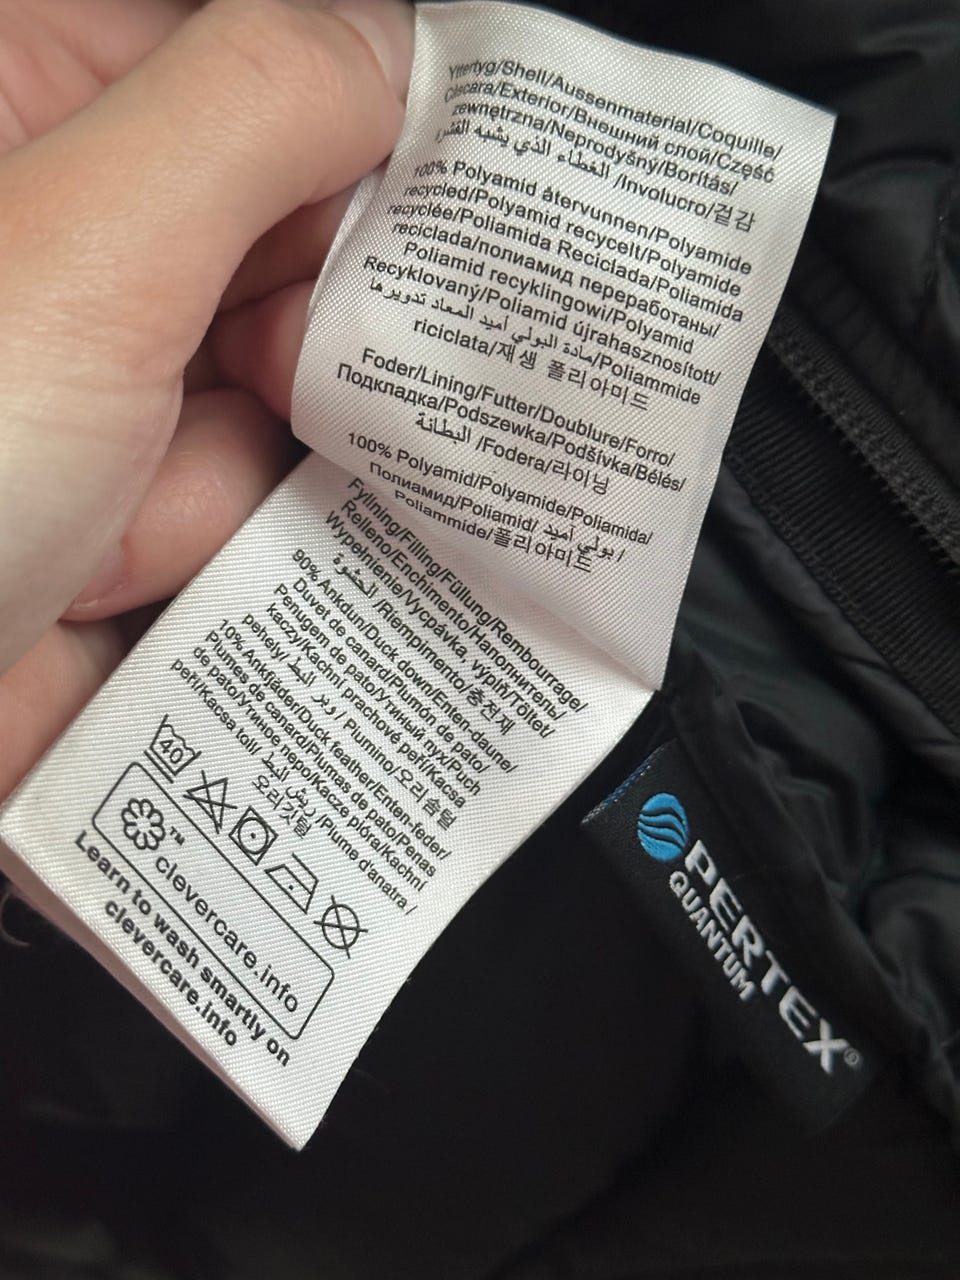 Yttertyg/Shell/Aussenmaterial/Coquille/
Cáscara/Exterior/Внешний слой/Część
zewnętrzna/Neprodyšný/Borítás/
الغطاء الذي يشبه القشرة /Involucro/겉감
100% Polyamid återvunnen/Polyamide
recycled/Polyamid recycelt/Polyamide
recyclée/Poliamida Reciclada/Poliamida
reciclada/полиамид переработаны/
Poliamid recyklingowi/Polyamid
Recyklovaný/Poliamid újrahasznosított/
مادة البولي أميد المعاد تدويرها/Poliammide
riciclata/재생 폴리아미드
Foder/Lining/Futter/Doublure/Forro/
Подкладка/Podszewka/Podšívka/Bélés/
البطانة /Fodera/라이닝
100% Polyamid/Polyamide/Poliamida/
Полиамид/Poliamid/ بولي أميد /
Poliammide/폴리아미드
Fyllning/Filling/Füllung/Rembourrage/
Relleno/Enchimento/Наполнитель/
Wypełnienie/Vycpávka, výplň/Töltet/
الحشوة /Riempimento/충전재
90% Ankdun/Duck down/Enten-daune/
Duvet de canard/Plumón de pato/
Penugem de pato/утиный пух/Puch
kaczy/Kachní prachové peří/Kacsa
pehely/ وبر البط / Piumino/오리솜털
10% Ankfjäder/Duck feather/Enten-feder/
Plumes de canard/Plumas de pato/Penas
de pato/утиное перо/Kacze pióra/Kachní
peří/Kacsa toll/ ريش البط /Piume d'anatra /
오리깃털
40
™
clevercare.info
Learn to wash smartly on
clevercare.info
PERTEX®
QUANTUM